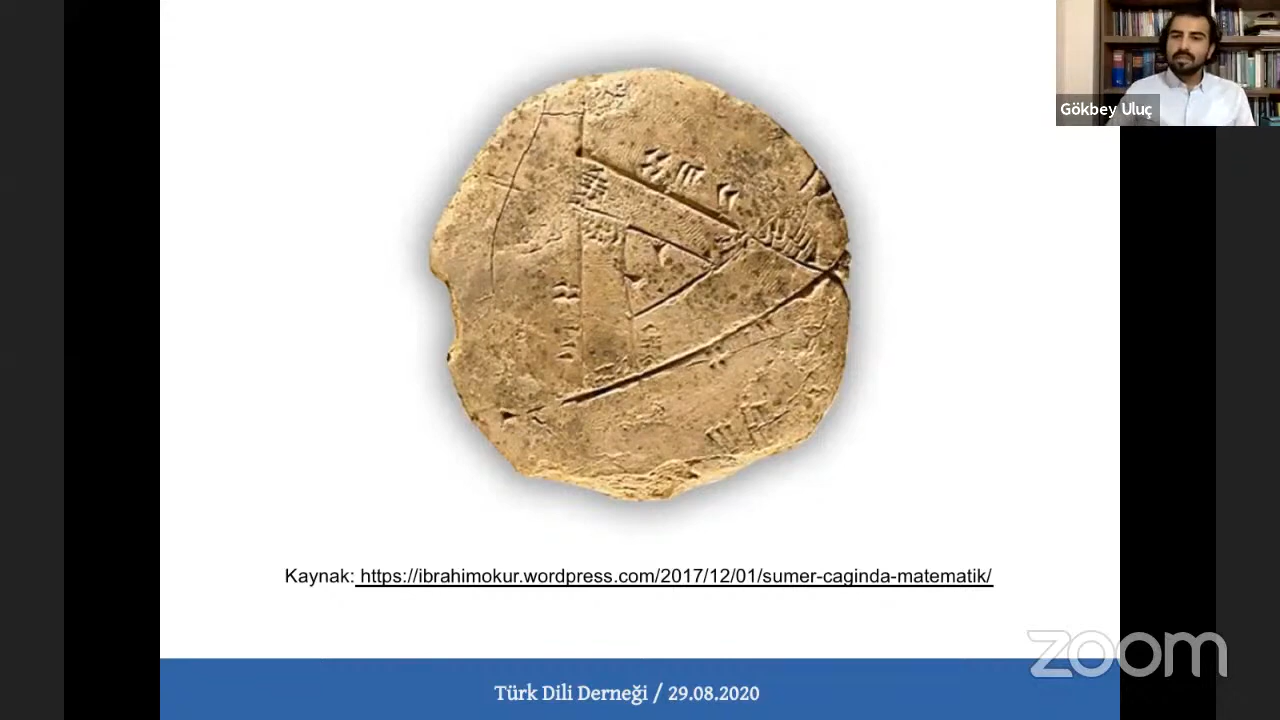 Gökbey Uluç
Kaynak: https://ibrahimokur.wordpress.com/2017/12/01/sumer-caginda-matematik/
zoom
Türk Dili Derneği / 29.08.2020